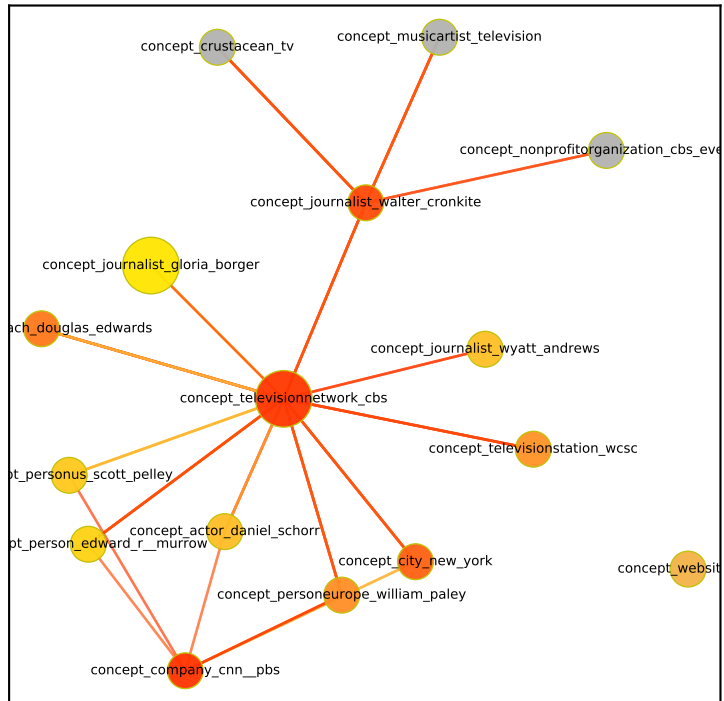 concept_musicartist_television
concept_crustacean_tv
concept_nonprofitorganization_cbs_eve
concept_journalist_walter_cronkite
concept_journalist_gloria_borger
ach_douglas_edwards
concept_journalist_wyatt_andrews
concept_televisionnetwork_cbs
concept_televisionstation_wcsc
pt_personus_scott_pelley
concept_actor_daniel_schorr
pt_person_edward_r__murrow
concept_city_new_york
concept_websit
concept_personeurope_william_paley
concept_company_cnn__pbs